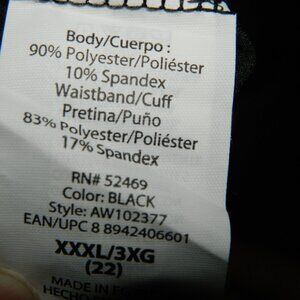 Body/Cuerpo :
90% Polyester/Poliéster
10% Spandex
Waistband/Cuff
Pretina/Puño
83% Polyester/Poliéster
17% Spandex
RN# 52469
Color: BLACK
Style: AW102377
EAN/UPC 8 8942406601
XXXL/3XG
(22)
MADE IN
HECHO